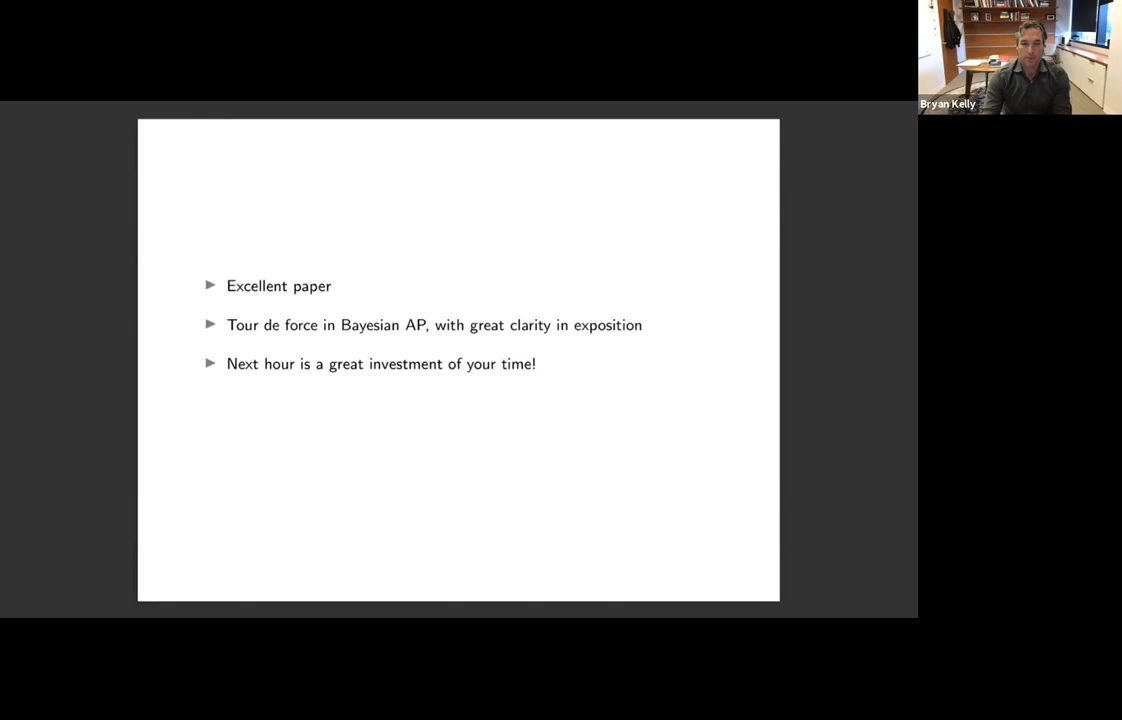 Bryan Kelly
Excellent paper
Tour de force in Bayesian AP, with great clarity in exposition
Next hour is a great investment of your time!